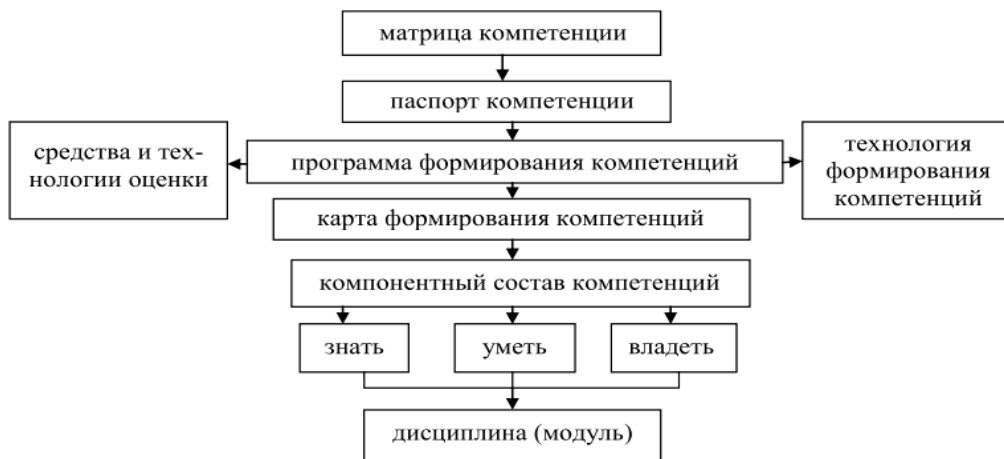 матрица компетенции
паспорт компетенции
средства и тех-
нологии оценки
программа формирования компетенций
технология
формирования
компетенций
карта формирования компетенций
компонентный состав компетенций
знать
уметь
владеть
дисциплина (модуль)